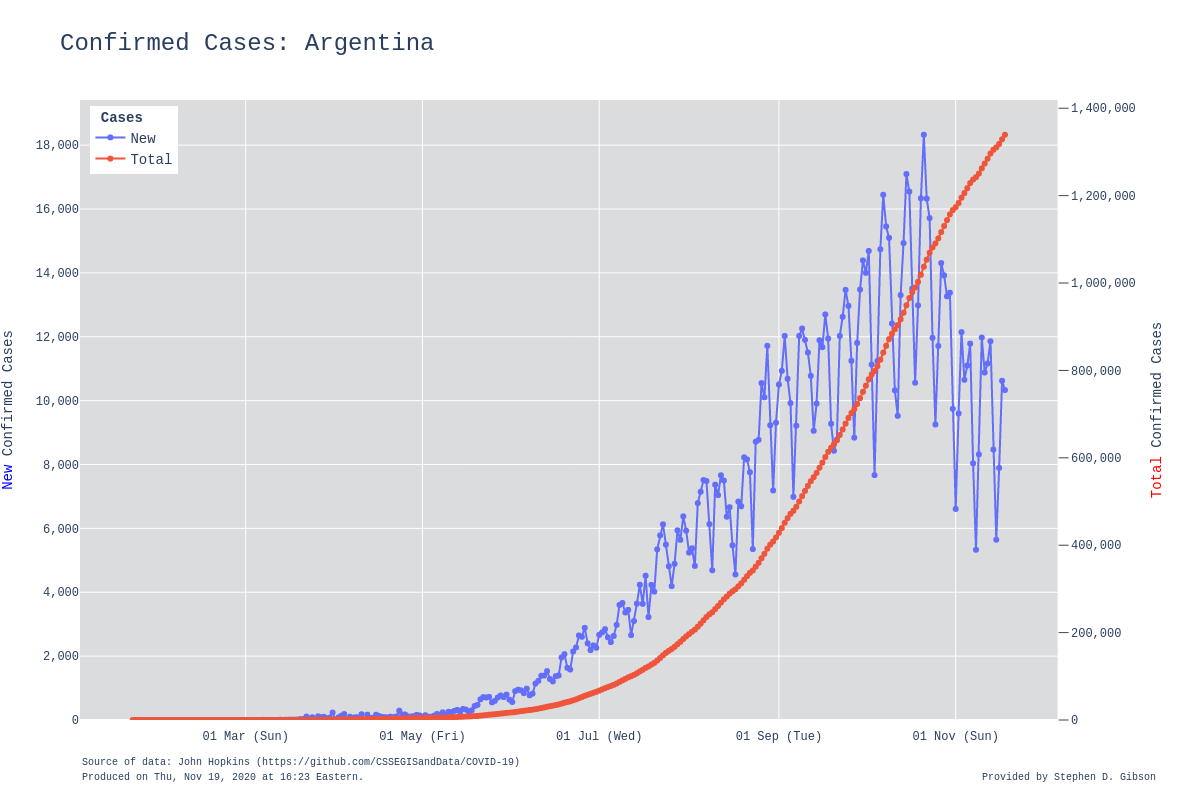 Confirmed Cases: Argentina
Cases
New
Total
18,000
16,000
14,000
12,000
10,000
8,000
6,000
4,000
2,000
0
New Confirmed Cases
1,400,000
1,200,000
1,000,000
800,000
600,000
400,000
200,000
0
Total Confirmed Cases
01 Mar (Sun)
01 May (Fri)
01 Jul (Wed)
01 Sep (Tue)
01 Nov (Sun)
Source of data: John Hopkins (https://github.com/CSSEGISandData/COVID-19)
Produced on Thu, Nov 19, 2020 at 16:23 Eastern.
Provided by Stephen D. Gibson